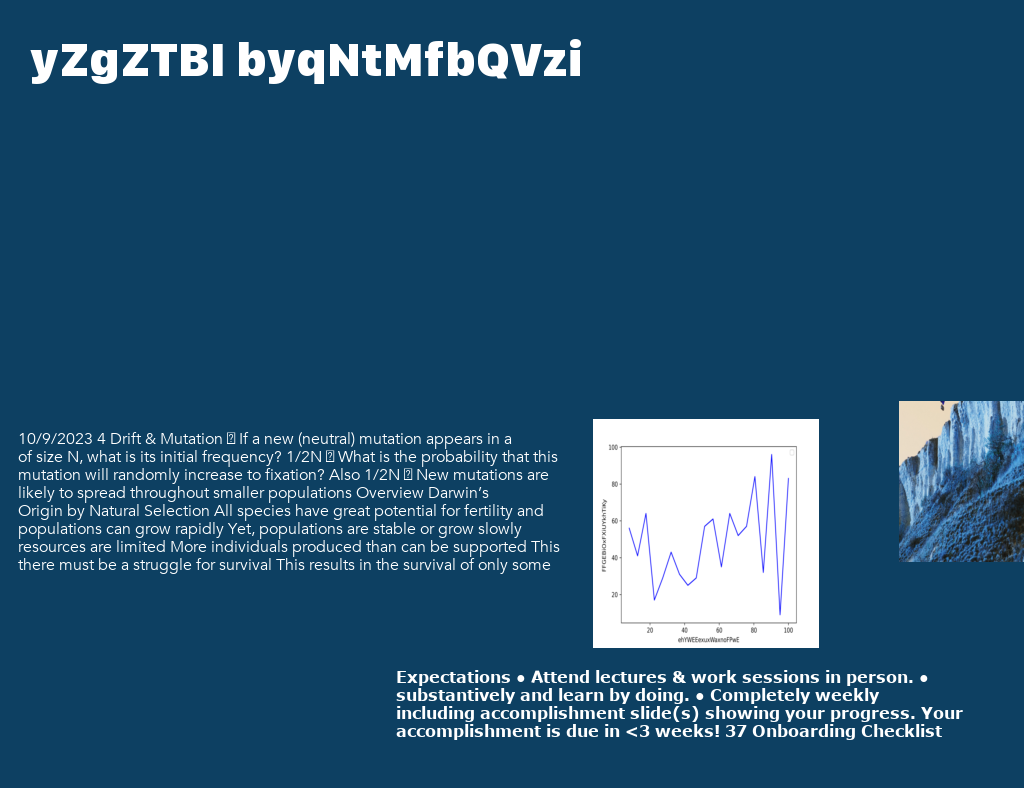 yZgZTBI byqNtMfbQVzi
10/9/2023 4 Drift & Mutation  If a new (neutral) mutation appears in a
of size N, what is its initial frequency? 1/2N  What is the probability that this
mutation will randomly increase to fixation? Also 1/2N  New mutations are
likely to spread throughout smaller populations Overview Darwin’s
Origin by Natural Selection All species have great potential for fertility and
populations can grow rapidly Yet, populations are stable or grow slowly
resources are limited More individuals produced than can be supported This
there must be a struggle for survival This results in the survival of only some
100
80
60
40
20
20 40 60 80 100
Expectations ● Attend lectures & work sessions in person. ●
substantively and learn by doing. ● Completely weekly
including accomplishment slide(s) showing your progress. Your
accomplishment is due in <3 weeks! 37 Onboarding Checklist